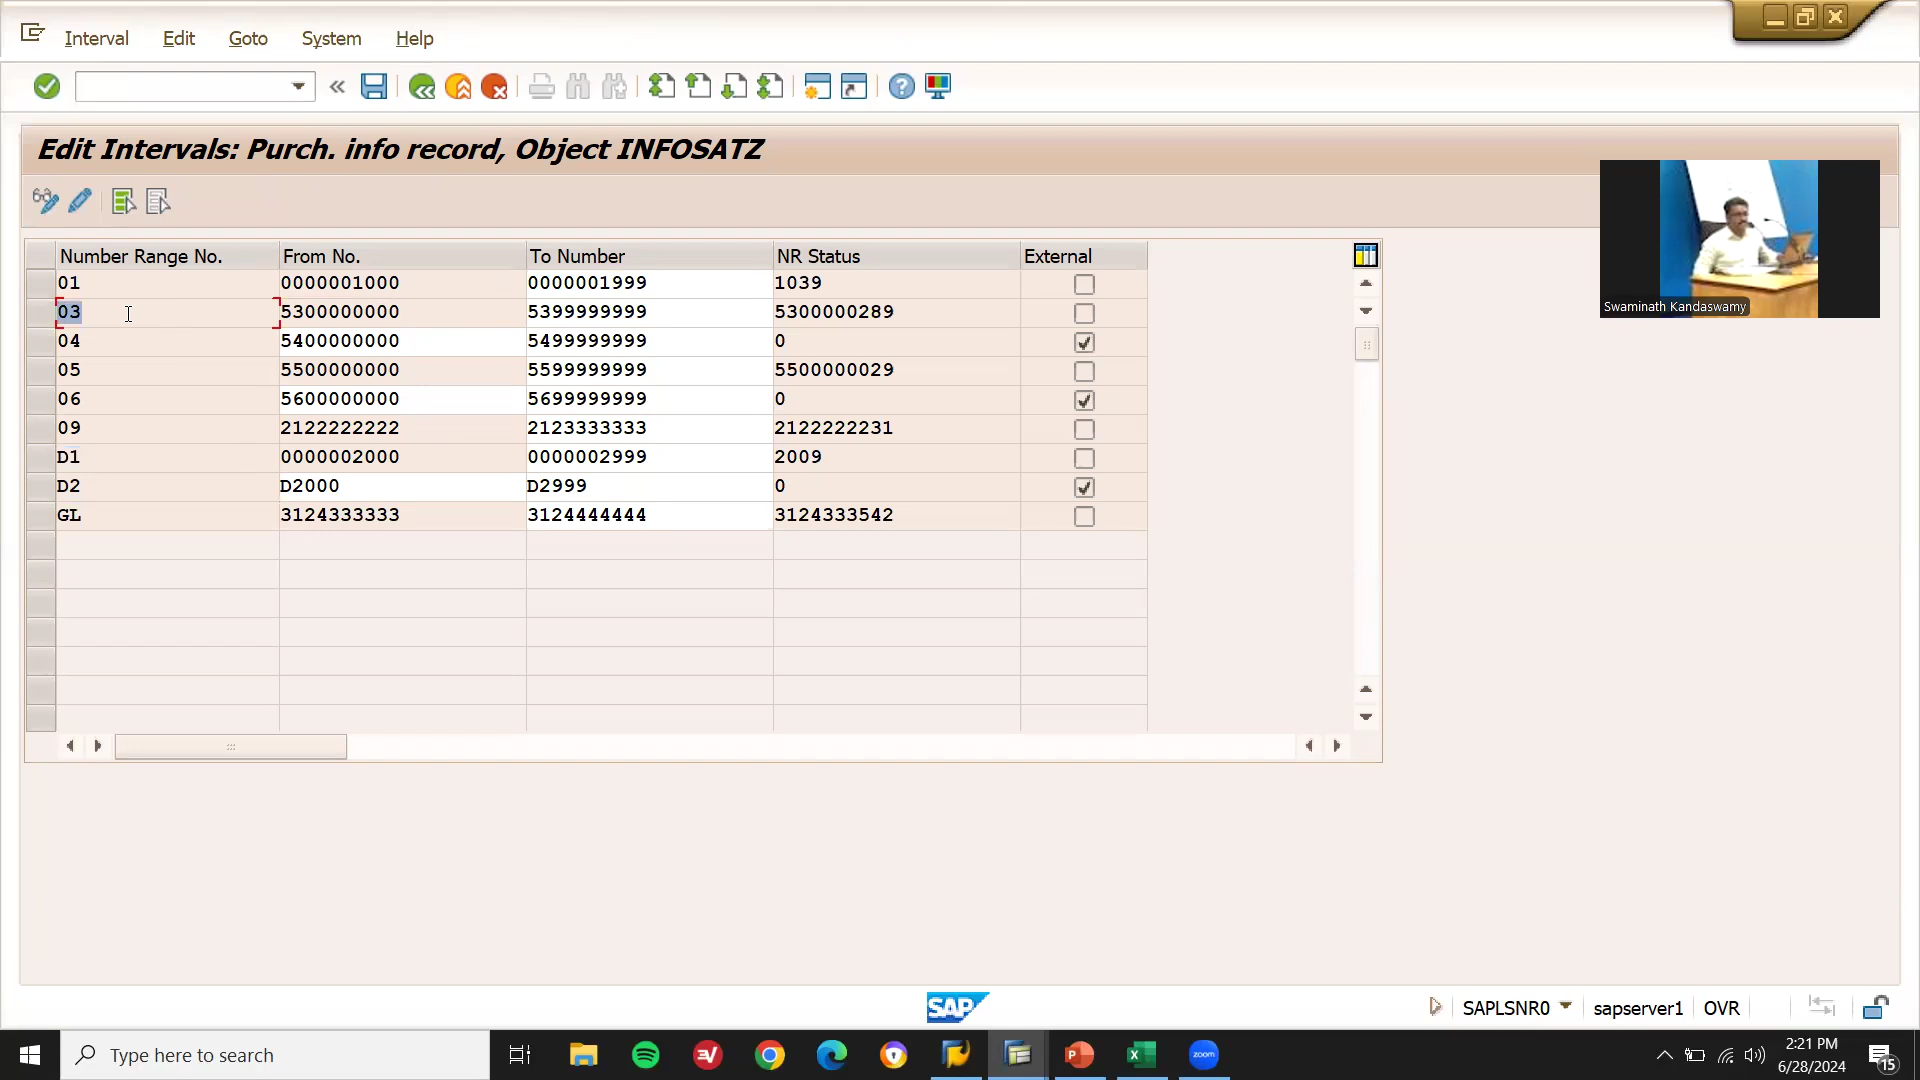 Interval Edit Goto System Help
Edit Intervals: Purch. info record, Object INFOSATZ
Number Range No. From No. To Number NR Status External
01 0000001000 0000001999 1039
03 5300000000 5399999999 5300000289
04 5400000000 5499999999 0
05 5500000000 5599999999 5500000029
06 5600000000 5699999999 0
09 2122222222 2123333333 2122222231
D1 0000002000 0000002999 2009
D2 D2000 D2999 0
GL 3124333333 3124444444 3124333542
Swaminath Kandaswamy
SAP
SAPLSNR0 sapserver1 OVR
Type here to search
zoom
2:21 PM
6/28/2024
15